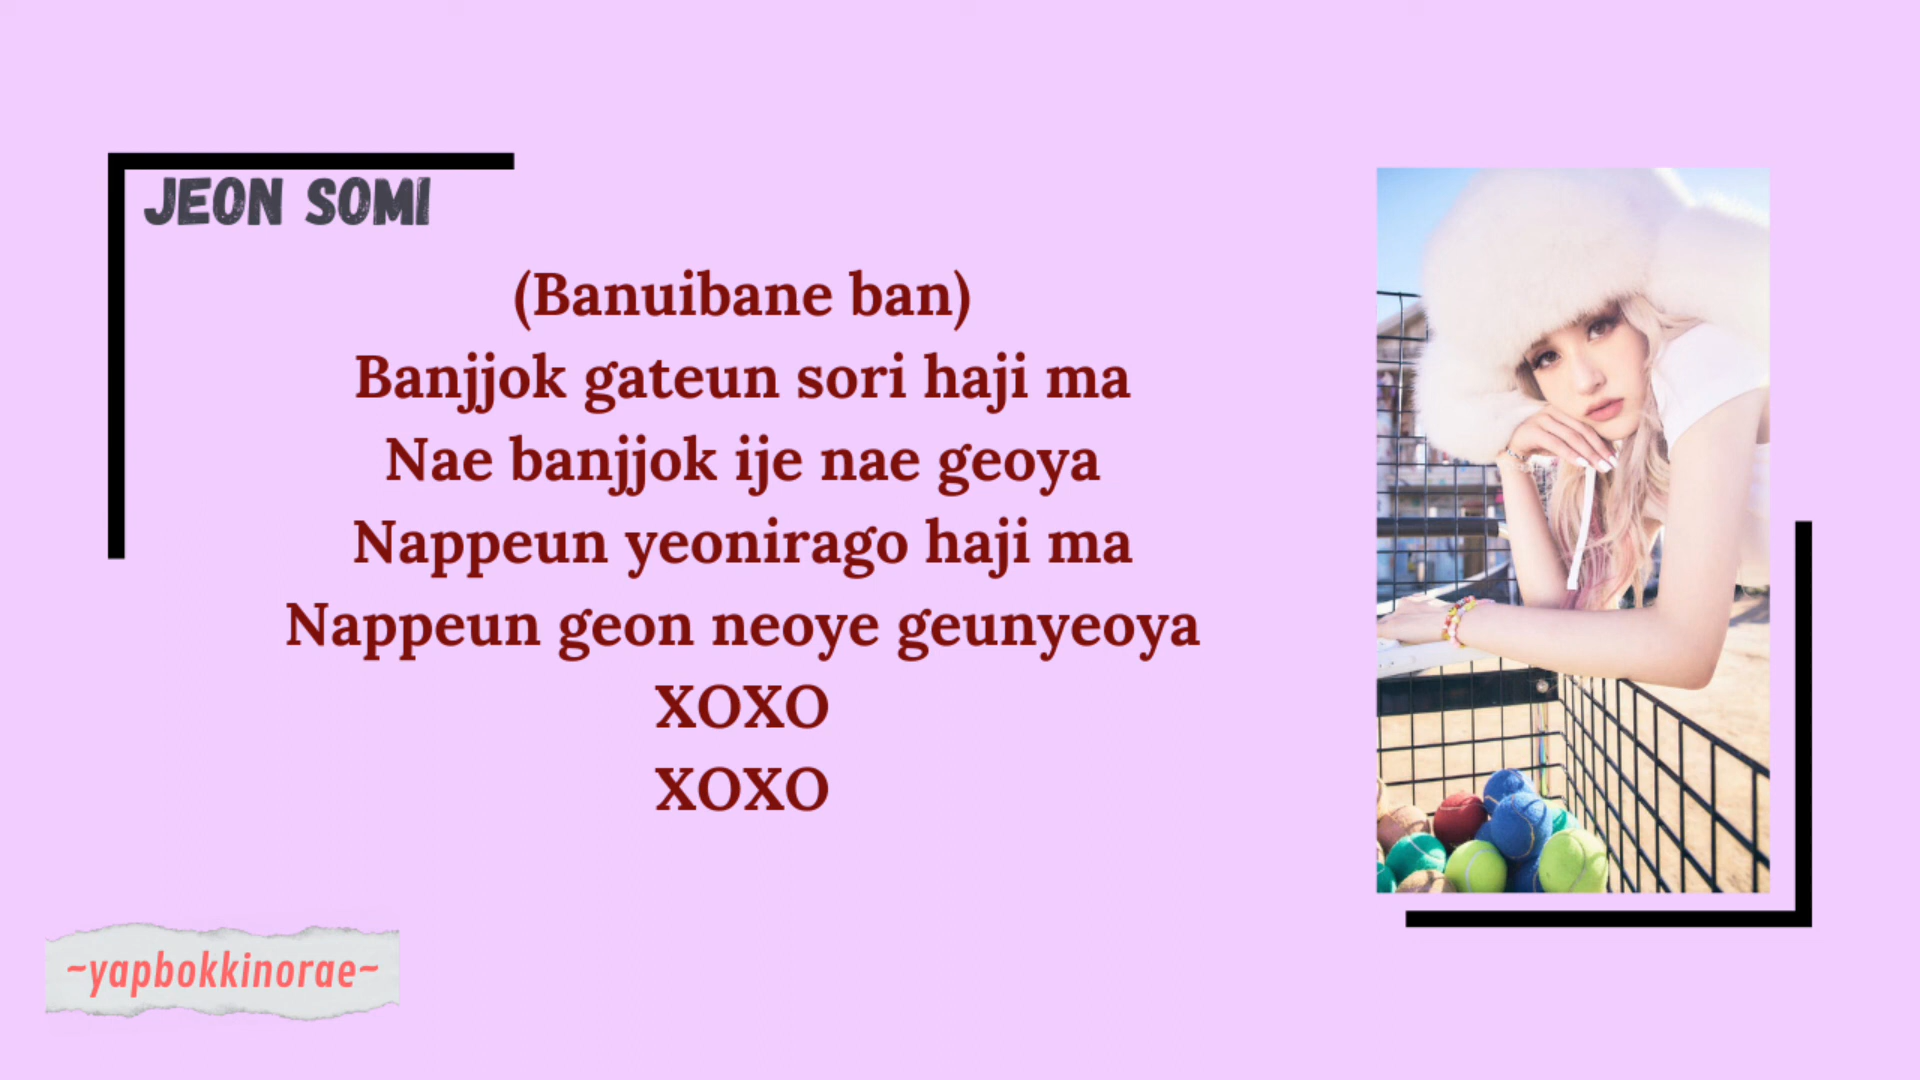 JEON SOMI
(Banuibane ban)
Banjjok gateun sori haji ma
Nae banjjok ije nae geoya
Nappeun yeonirago haji ma
Nappeun geon neoye geunyeoya
XOXO
XOXO
~yapbokkinorae~